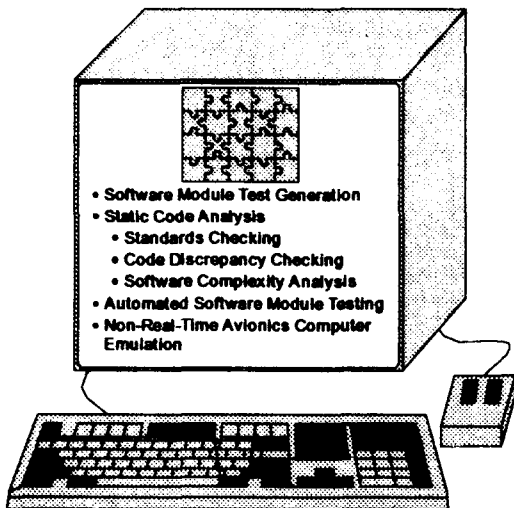 • Software Module Test Generation
• Static Code Analysis
• Standards Checking
• Code Discrepancy Checking
• Software Complexity Analysis
• Automated Software Module Testing
• Non-Real-Time Avionics Computer
Emulation